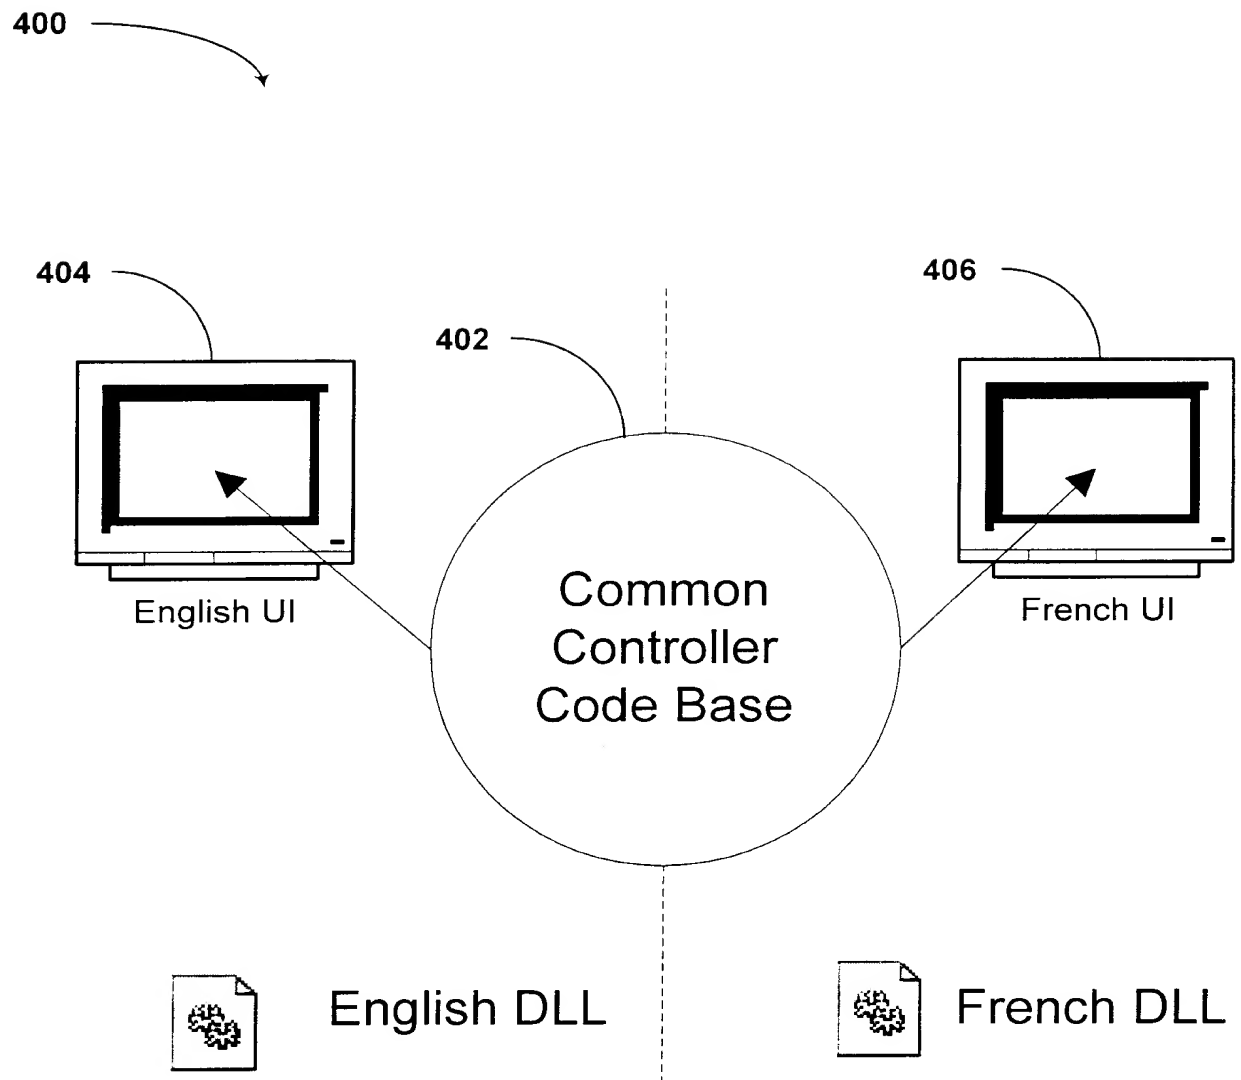 400
404
406
402
English UI
French UI
Common
Controller
Code Base
English DLL
French DLL